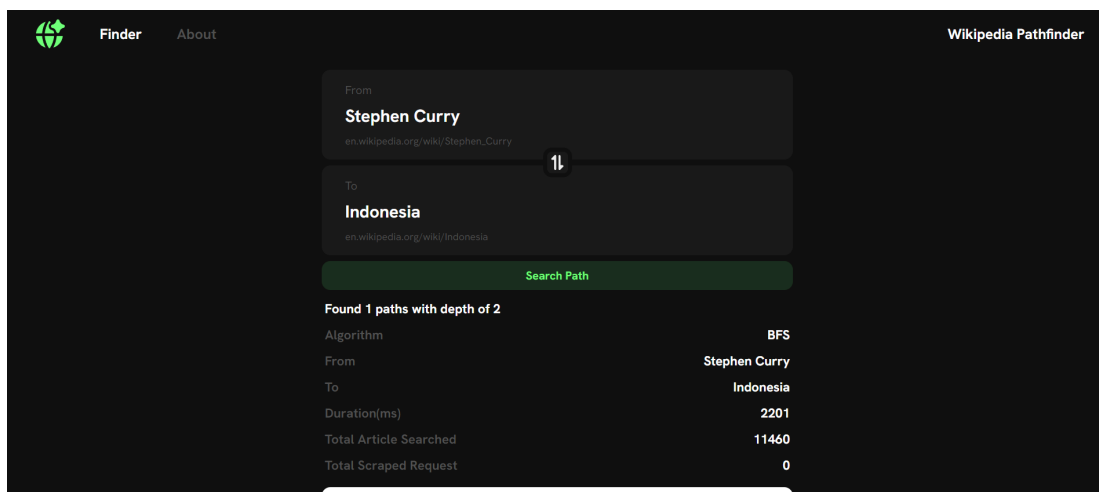 Finder About Wikipedia Pathfinder
From
Stephen Curry
en.wikipedia.org/wiki/Stephen_Curry
To
Indonesia
en.wikipedia.org/wiki/Indonesia
Search Path
Found 1 paths with depth of 2
Algorithm BFS
From Stephen Curry
To Indonesia
Duration(ms) 2201
Total Article Searched 11460
Total Scraped Request 0